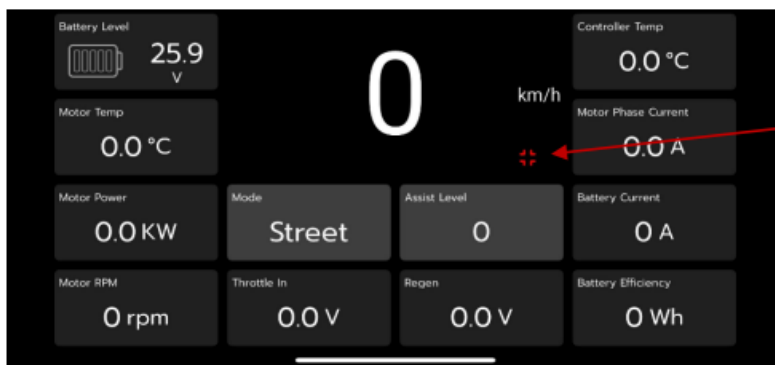 Battery Level
25.9
V
0
km/h
Controller Temp
0.0 °C
Motor Temp
0.0 °C
Motor Phase Current
0.0 A
Motor Power
0.0 KW
Mode
Street
Assist Level
0
Battery Current
0 A
Motor RPM
0 rpm
Throttle In
0.0 V
Regen
0.0 V
Battery Efficiency
0 Wh